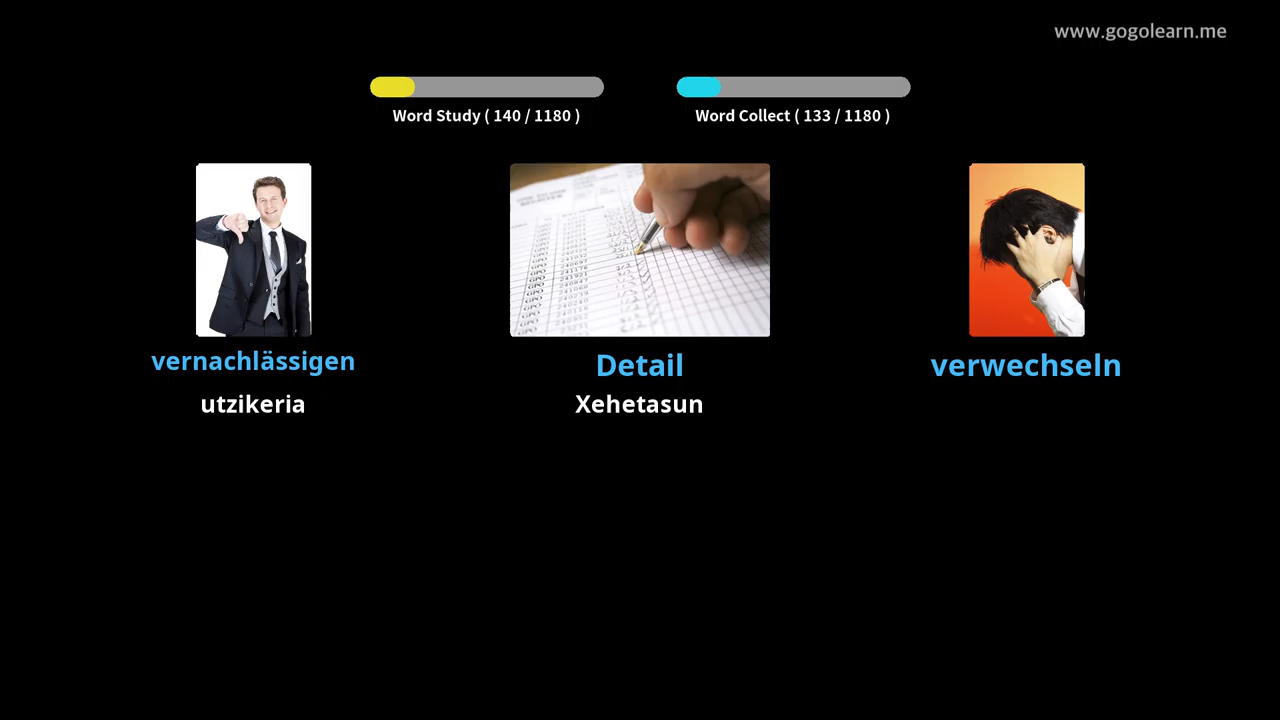 www.gogolearn.me
Word Study ( 140 / 1180 )
Word Collect ( 133 / 1180 )
vernachlässigen
Detail
verwechseln
utzikeria
Xehetasun